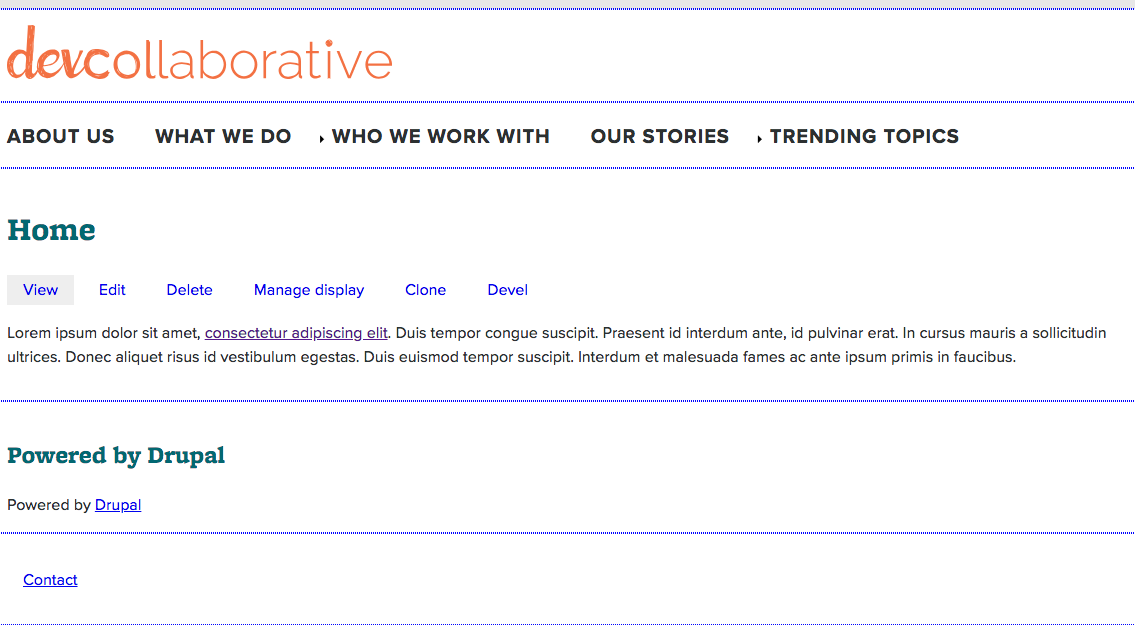 devcollaborative
ABOUT US WHAT WE DO WHO WE WORK WITH OUR STORIES TRENDING TOPICS
Home
View Edit Delete Manage display Clone Devel
Lorem ipsum dolor sit amet, consectetur adipiscing elit. Duis tempor congue suscipit. Praesent id interdum ante, id pulvinar erat. In cursus mauris a sollicitudin
ultrices. Donec aliquet risus id vestibulum egestas. Duis euismod tempor suscipit. Interdum et malesuada fames ac ante ipsum primis in faucibus.
Powered by Drupal
Powered by Drupal
Contact